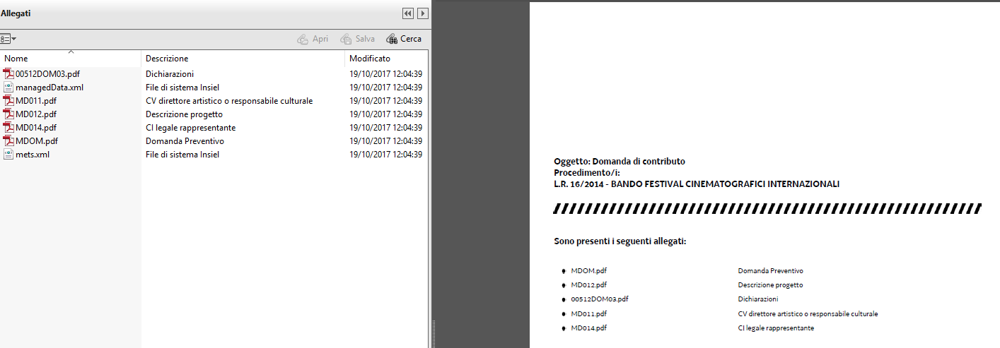 Allegati
Apri Salva Cerca
Nome Descrizione Modificato
00512DOM03.pdf Dichiarazioni 19/10/2017 12:04:39
managedData.xml File di sistema Insiel 19/10/2017 12:04:39
MD011.pdf CV direttore artistico o responsabile culturale 19/10/2017 12:04:39
MD012.pdf Descrizione progetto 19/10/2017 12:04:39
MD014.pdf CI legale rappresentante 19/10/2017 12:04:39
MDOM.pdf Domanda Preventivo 19/10/2017 12:04:39
mets.xml File di sistema Insiel 19/10/2017 12:04:39
Oggetto: Domanda di contributo
Procedimento/i:
L.R. 16/2014 - BANDO FESTIVAL CINEMATOGRAFICI INTERNAZIONALI
Sono presenti i seguenti allegati:
MDOM.pdf Domanda Preventivo
MD012.pdf Descrizione progetto
00512DOM03.pdf Dichiarazioni
MD011.pdf CV direttore artistico o responsabile culturale
MD014.pdf CI legale rappresentante